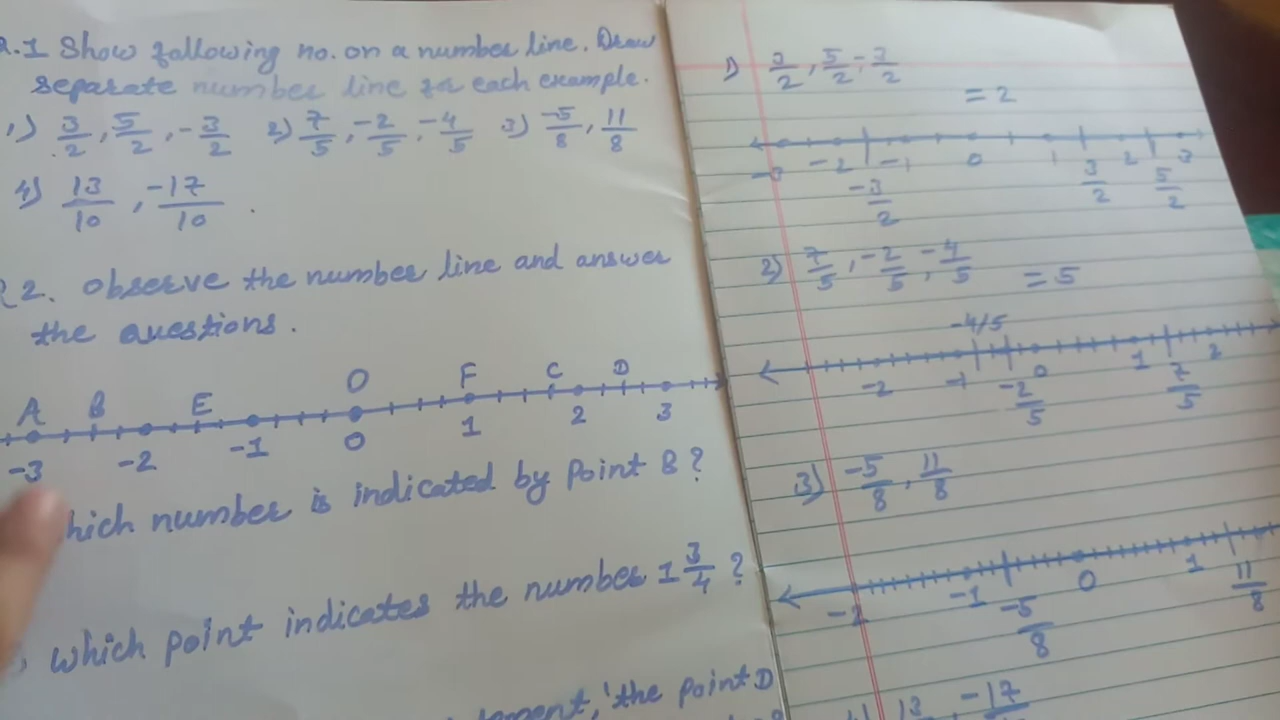 Q.1 Show following no. on a number line. Draw
separate number line for each example.
1) 3/2, 5/2, -3/2 2) 7/5, -2/5, -4/5 3) -5/8, 11/8
4) 13/10, -17/10.
Q 2. Observe the number line and answer
the questions.
A B E O F C D
-3 -2 -1 0 1 2 3
which number is indicated by point B?
which point indicates the number 1 3/4?
'the point D
1) 3/2, 5/2, -3/2
= 2
-3 -2 -1 0 1 2 3
-3/2 3/2 5/2
2) 7/5, -2/5, -4/5 = 5
-4/5
-2 -1 0 1 2
-2/5 7/5
3) -5/8, 11/8
-2 -1 0 1
-5/8 11/8
4) 13 -17